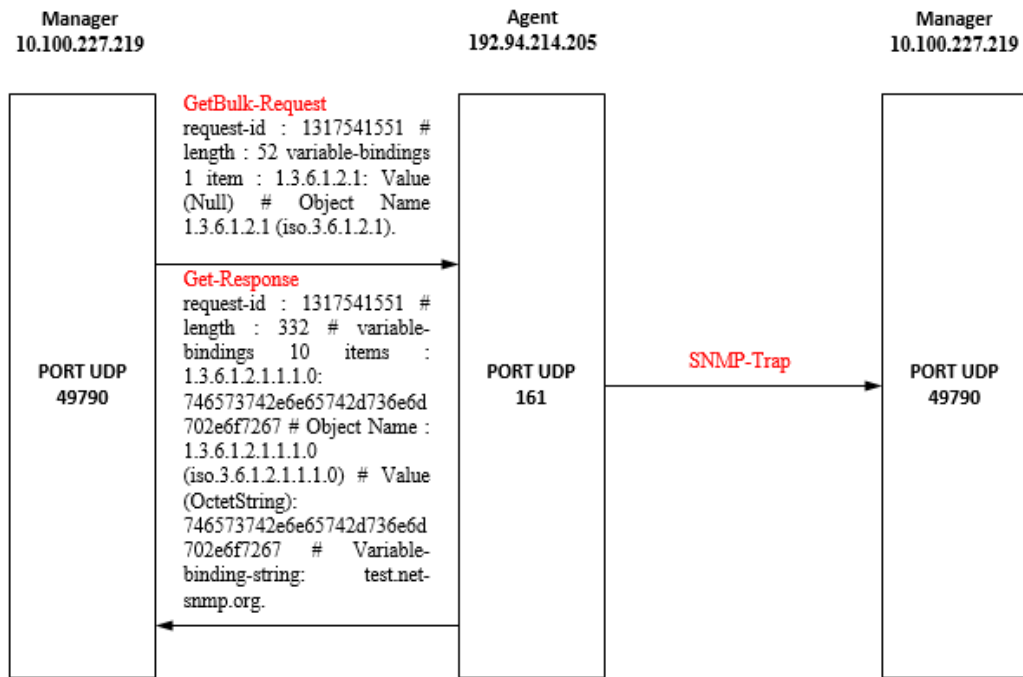 Manager
10.100.227.219
Agent
192.94.214.205
Manager
10.100.227.219
PORT UDP
49790
GetBulk-Request
request-id : 1317541551 #
length : 52 variable-bindings
1 item : 1.3.6.1.2.1: Value
(Null) # Object Name
1.3.6.1.2.1 (iso.3.6.1.2.1).
Get-Response
request-id : 1317541551 #
length : 332 # variable-
bindings 10 items :
1.3.6.1.2.1.1.1.0:
746573742e6e65742d736e6d
702e6f7267 # Object Name :
1.3.6.1.2.1.1.1.0
(iso.3.6.1.2.1.1.1.0) # Value
(OctetString):
746573742e6e65742d736e6d
702e6f7267 # Variable-
binding-string: test.net-
snmp.org.
PORT UDP
161
SNMP-Trap
PORT UDP
49790